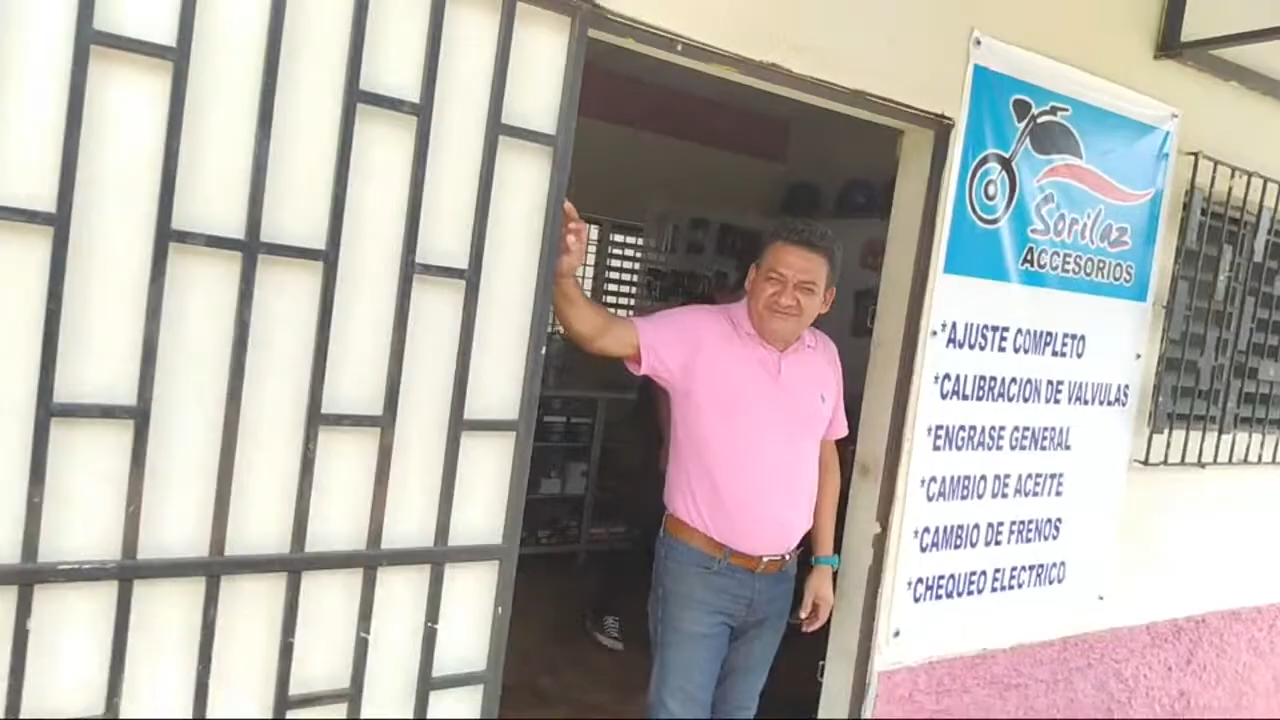 Sorilaz
ACCESORIOS
*AJUSTE COMPLETO
*CALIBRACION DE VALVULAS
*ENGRASE GENERAL
*CAMBIO DE ACEITE
*CAMBIO DE FRENOS
*CHEQUEO ELECTRICO